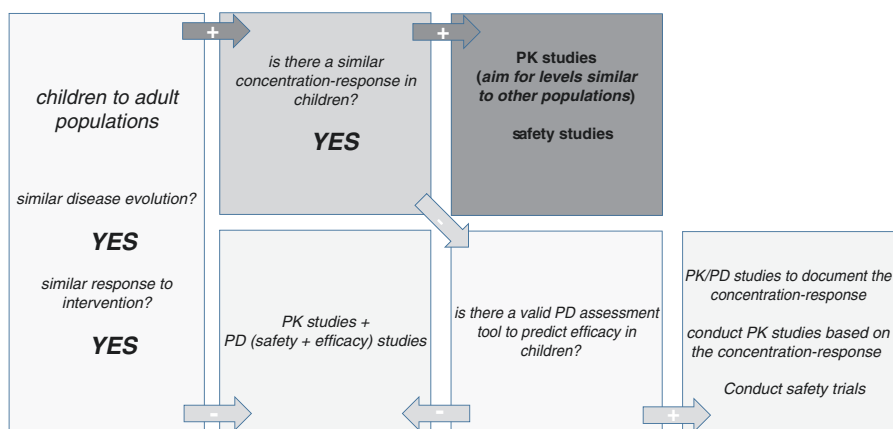 children to adult
populations
similar disease evolution?
YES
similar response to
intervention?
YES
+
is there a similar
concentration-response in
children?
YES
+
PK studies
(aim for levels similar
to other populations)
safety studies
-
PK studies +
PD (safety + efficacy) studies
-
is there a valid PD assessment
tool to predict efficacy in
children?
-
+
PK/PD studies to document the
concentration-response
conduct PK studies based on
the concentration-response
Conduct safety trials